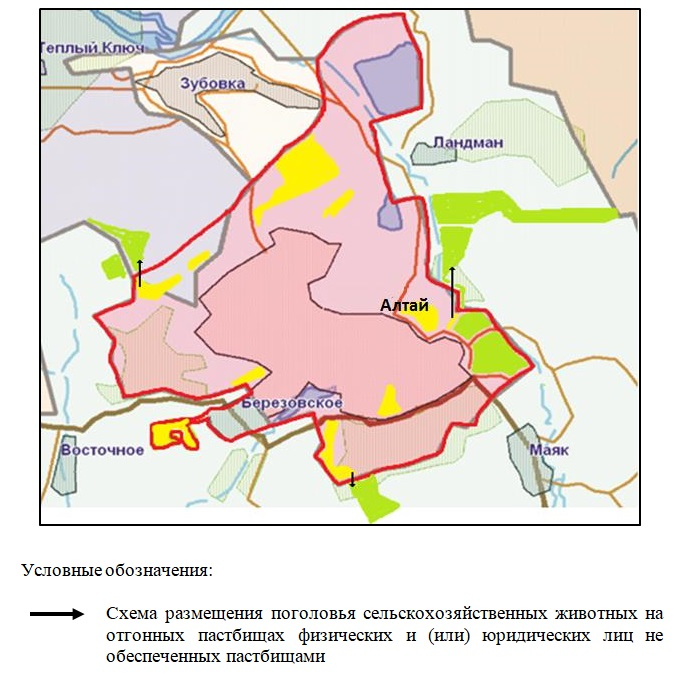 Теплый Ключ
Зубовка
Ландман
Алтай
Березовское
Восточное
Маяк
Условные обозначения:
Схема размещения поголовья сельскохозяйственных животных на
отгонных пастбищах физических и (или) юридических лиц не
обеспеченных пастбищами